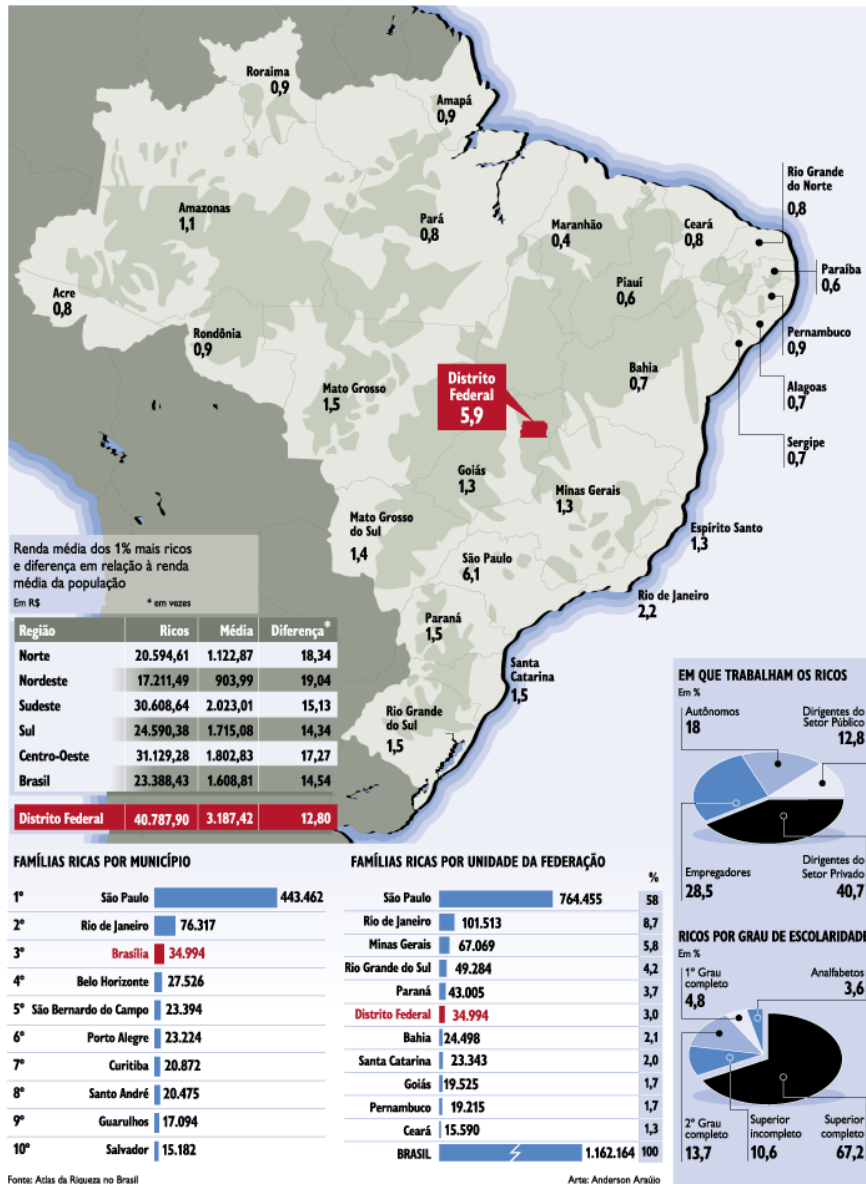 Roraima
0,9
Amapá
0,9
Amazonas
1,1
Pará
0,8
Maranhão
0,4
Ceará
0,8
Rio Grande
do Norte
0,8
Piauí
0,6
Paraíba
0,6
Acre
0,8
Rondônia
0,9
Pernambuco
0,9
Bahia
0,7
Alagoas
0,7
Sergipe
0,7
Mato Grosso
1,5
Distrito
Federal
5,9
Goiás
1,3
Minas Gerais
1,3
Mato Grosso
do Sul
1,4
Espírito Santo
1,3
São Paulo
6,1
Rio de Janeiro
2,2
Paraná
1,5
Santa
Catarina
1,5
Rio Grande
do Sul
1,5
Renda média dos 1% mais ricos
e diferença em relação à renda
média da população
Em R$ * em vezes
Região Ricos Média Diferença*
Norte 20.594,61 1.122,87 18,34
Nordeste 17.211,49 903,99 19,04
Sudeste 30.608,64 2.023,01 15,13
Sul 24.590,38 1.715,08 14,34
Centro-Oeste 31.129,28 1.802,83 17,27
Brasil 23.388,43 1.608,81 14,54
Distrito Federal 40.787,90 3.187,42 12,80
EM QUE TRABALHAM OS RICOS
Em %
Autônomos
18
Dirigentes do
Setor Público
12,8
Empregadores
28,5
Dirigentes do
Setor Privado
40,7
FAMÍLIAS RICAS POR MUNICÍPIO
1º São Paulo 443.462
2º Rio de Janeiro 76.317
3º Brasília 34.994
4º Belo Horizonte 27.526
5º São Bernardo do Campo 23.394
6º Porto Alegre 23.224
7º Curitiba 20.872
8º Santo André 20.475
9º Guarulhos 17.094
10º Salvador 15.182
FAMÍLIAS RICAS POR UNIDADE DA FEDERAÇÃO
%
São Paulo 764.455 58
Rio de Janeiro 101.513 8,7
Minas Gerais 67.069 5,8
Rio Grande do Sul 49.284 4,2
Paraná 43.005 3,7
Distrito Federal 34.994 3,0
Bahia 24.498 2,1
Santa Catarina 23.343 2,0
Goiás 19.525 1,7
Pernambuco 19.215 1,7
Ceará 15.590 1,3
BRASIL 1.162.164 100
RICOS POR GRAU DE ESCOLARIDADE
Em %
1º Grau
completo
4,8
Analfabetos
3,6
2º Grau
completo
13,7
Superior
incompleto
10,6
Superior
completo
67,2
Fonte: Atlas da Riqueza no Brasil
Arte: Anderson Araújo